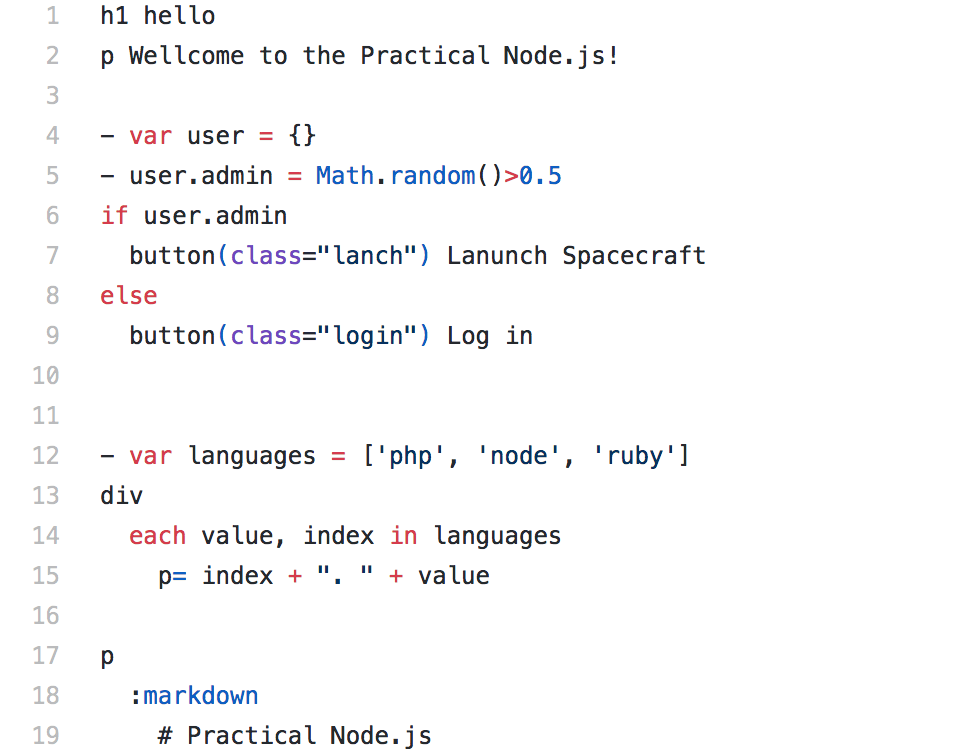 1 h1 hello
2 p Wellcome to the Practical Node.js!
3
4 - var user = {}
5 - user.admin = Math.random()>0.5
6 if user.admin
7   button(class="lanch") Lanunch Spacecraft
8 else
9   button(class="login") Log in
10
11
12 - var languages = ['php', 'node', 'ruby']
13 div
14   each value, index in languages
15     p= index + ". " + value
16
17 p
18   :markdown
19     # Practical Node.js